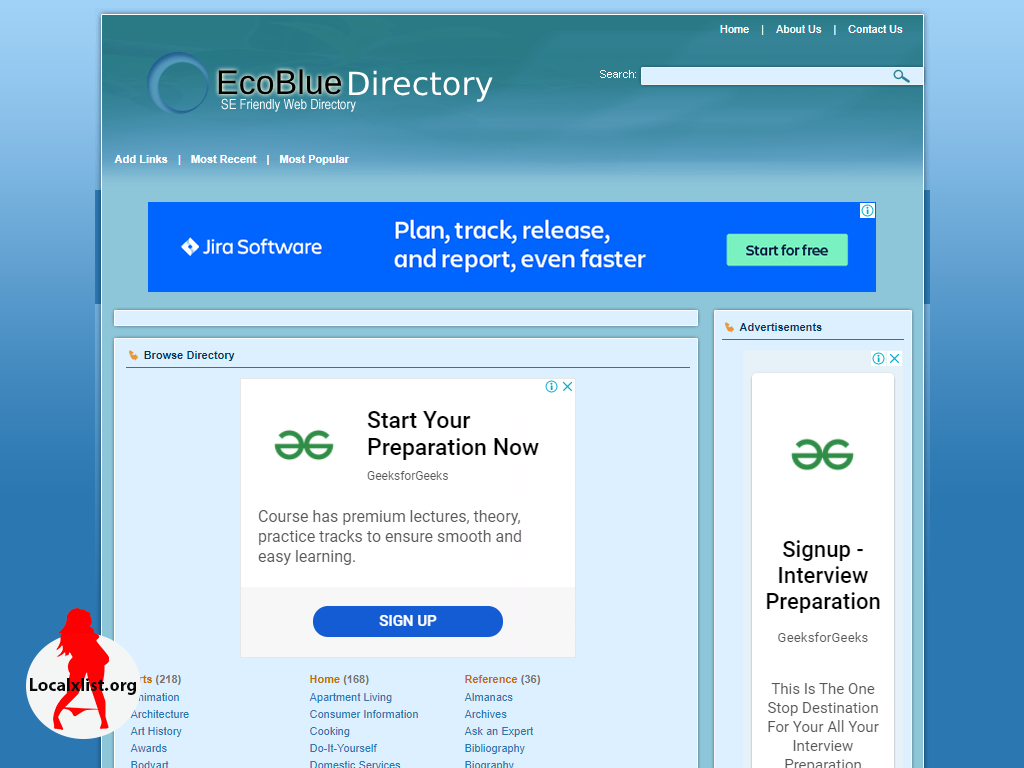 Home | About Us | Contact Us
EcoBlue Directory
SE Friendly Web Directory
Search:
Add Links | Most Recent | Most Popular
Jira Software
Plan, track, release,
and report, even faster
Start for free
Browse Directory
Start Your
Preparation Now
GeeksforGeeks
Course has premium lectures, theory,
practice tracks to ensure smooth and
easy learning.
SIGN UP
rts (218)
nimation
Architecture
Art History
Awards
Bodyart
Home (168)
Apartment Living
Consumer Information
Cooking
Do-It-Yourself
Domestic Services
Reference (36)
Almanacs
Archives
Ask an Expert
Bibliography
Biography
Advertisements
Signup -
Interview
Preparation
GeeksforGeeks
This Is The One
Stop Destination
For Your All Your
Interview
Preparation
Localxlist.org